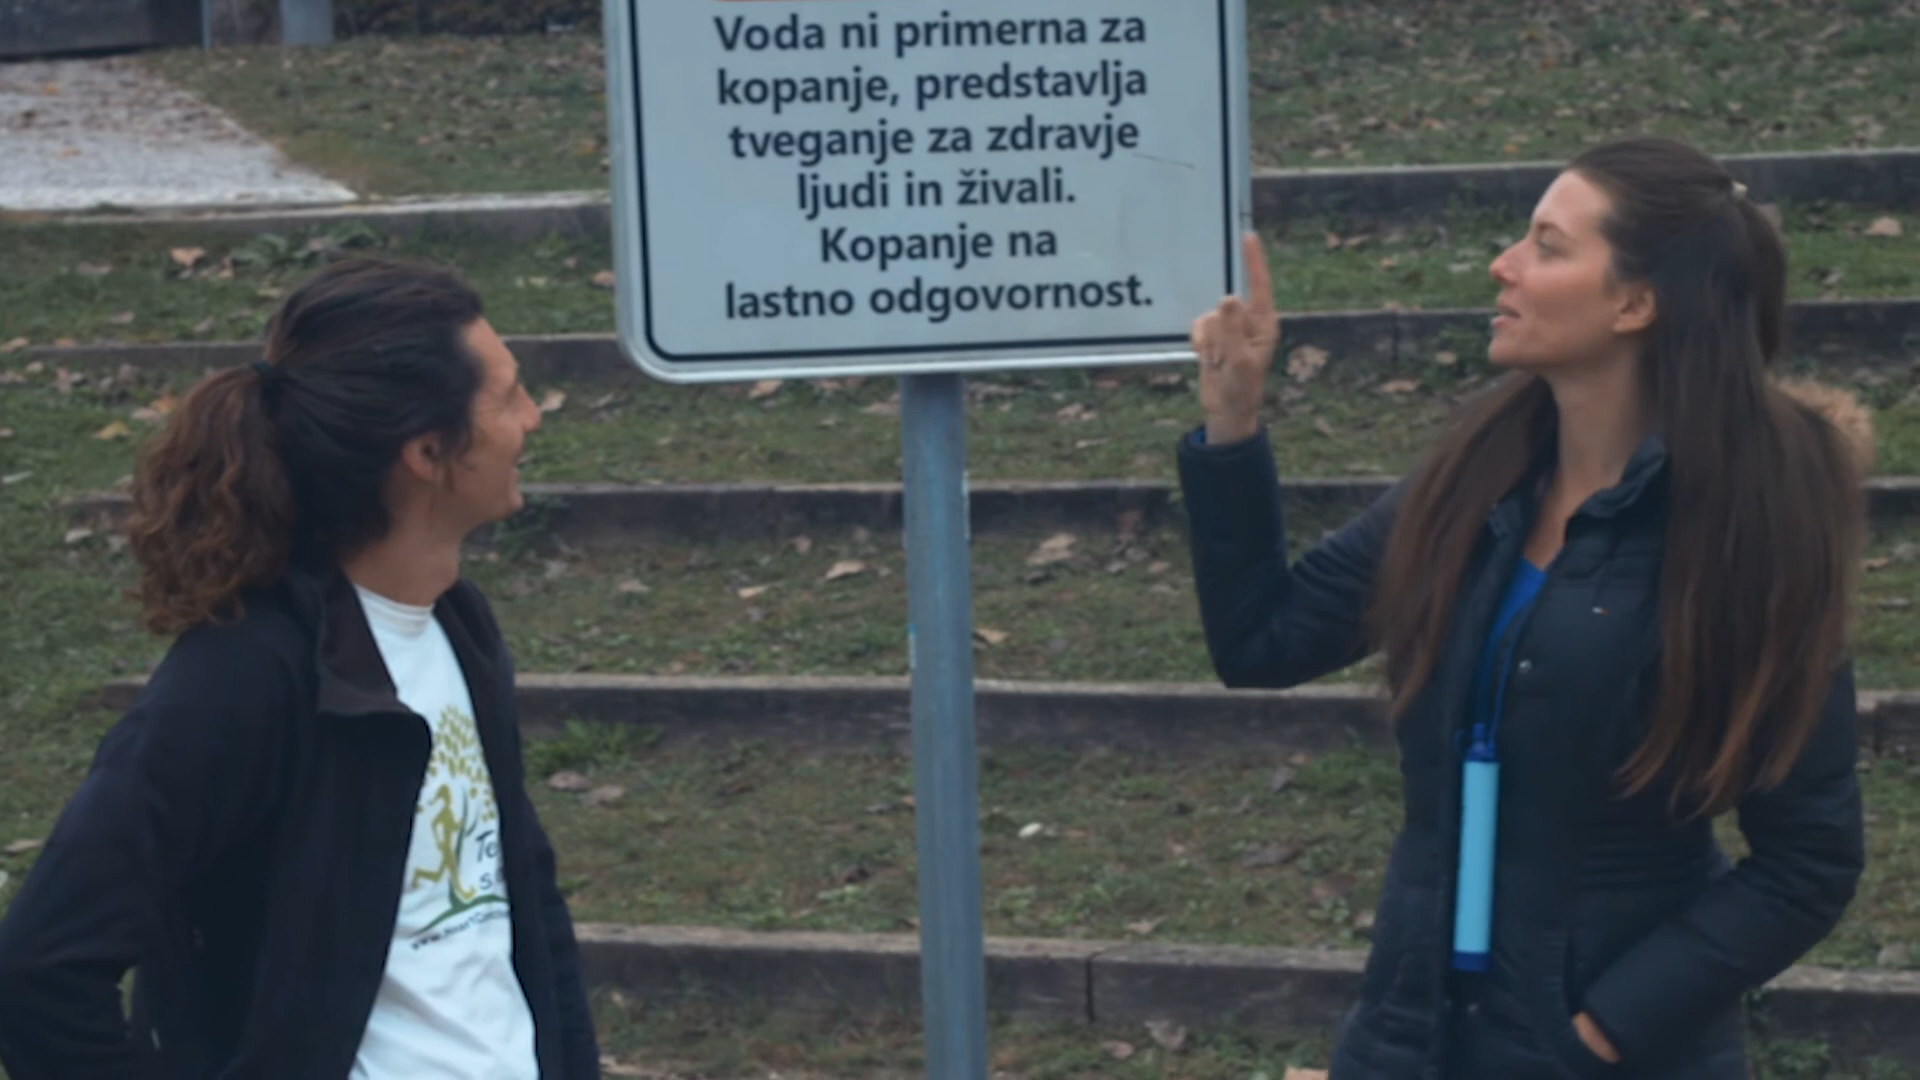 Voda ni primerna za
kopanje, predstavlja
tveganje za zdravje
ljudi in živali.
Kopanje na
lastno odgovornost.